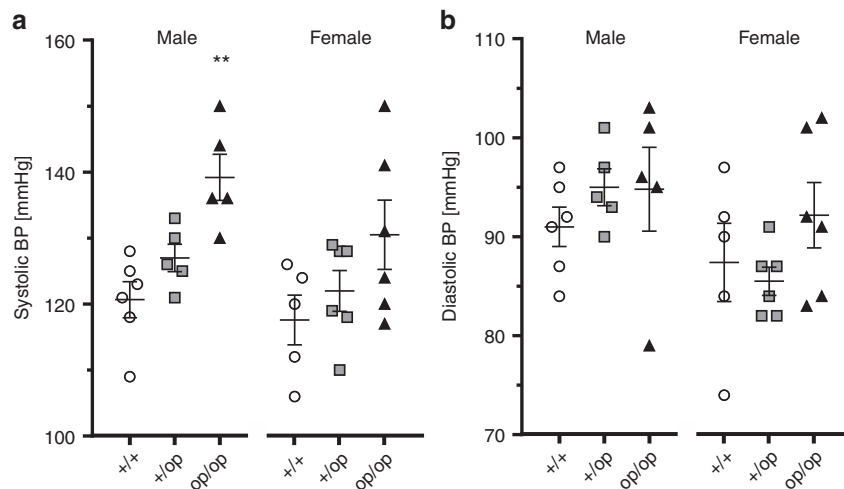 a
Systolic BP [mmHg]
160
140
120
100
Male
Female
**
+/+
+/op
op/op
+/+
+/op
op/op
b
Diastolic BP [mmHg]
110
100
90
80
70
Male
Female
+/+
+/op
op/op
+/+
+/op
op/op